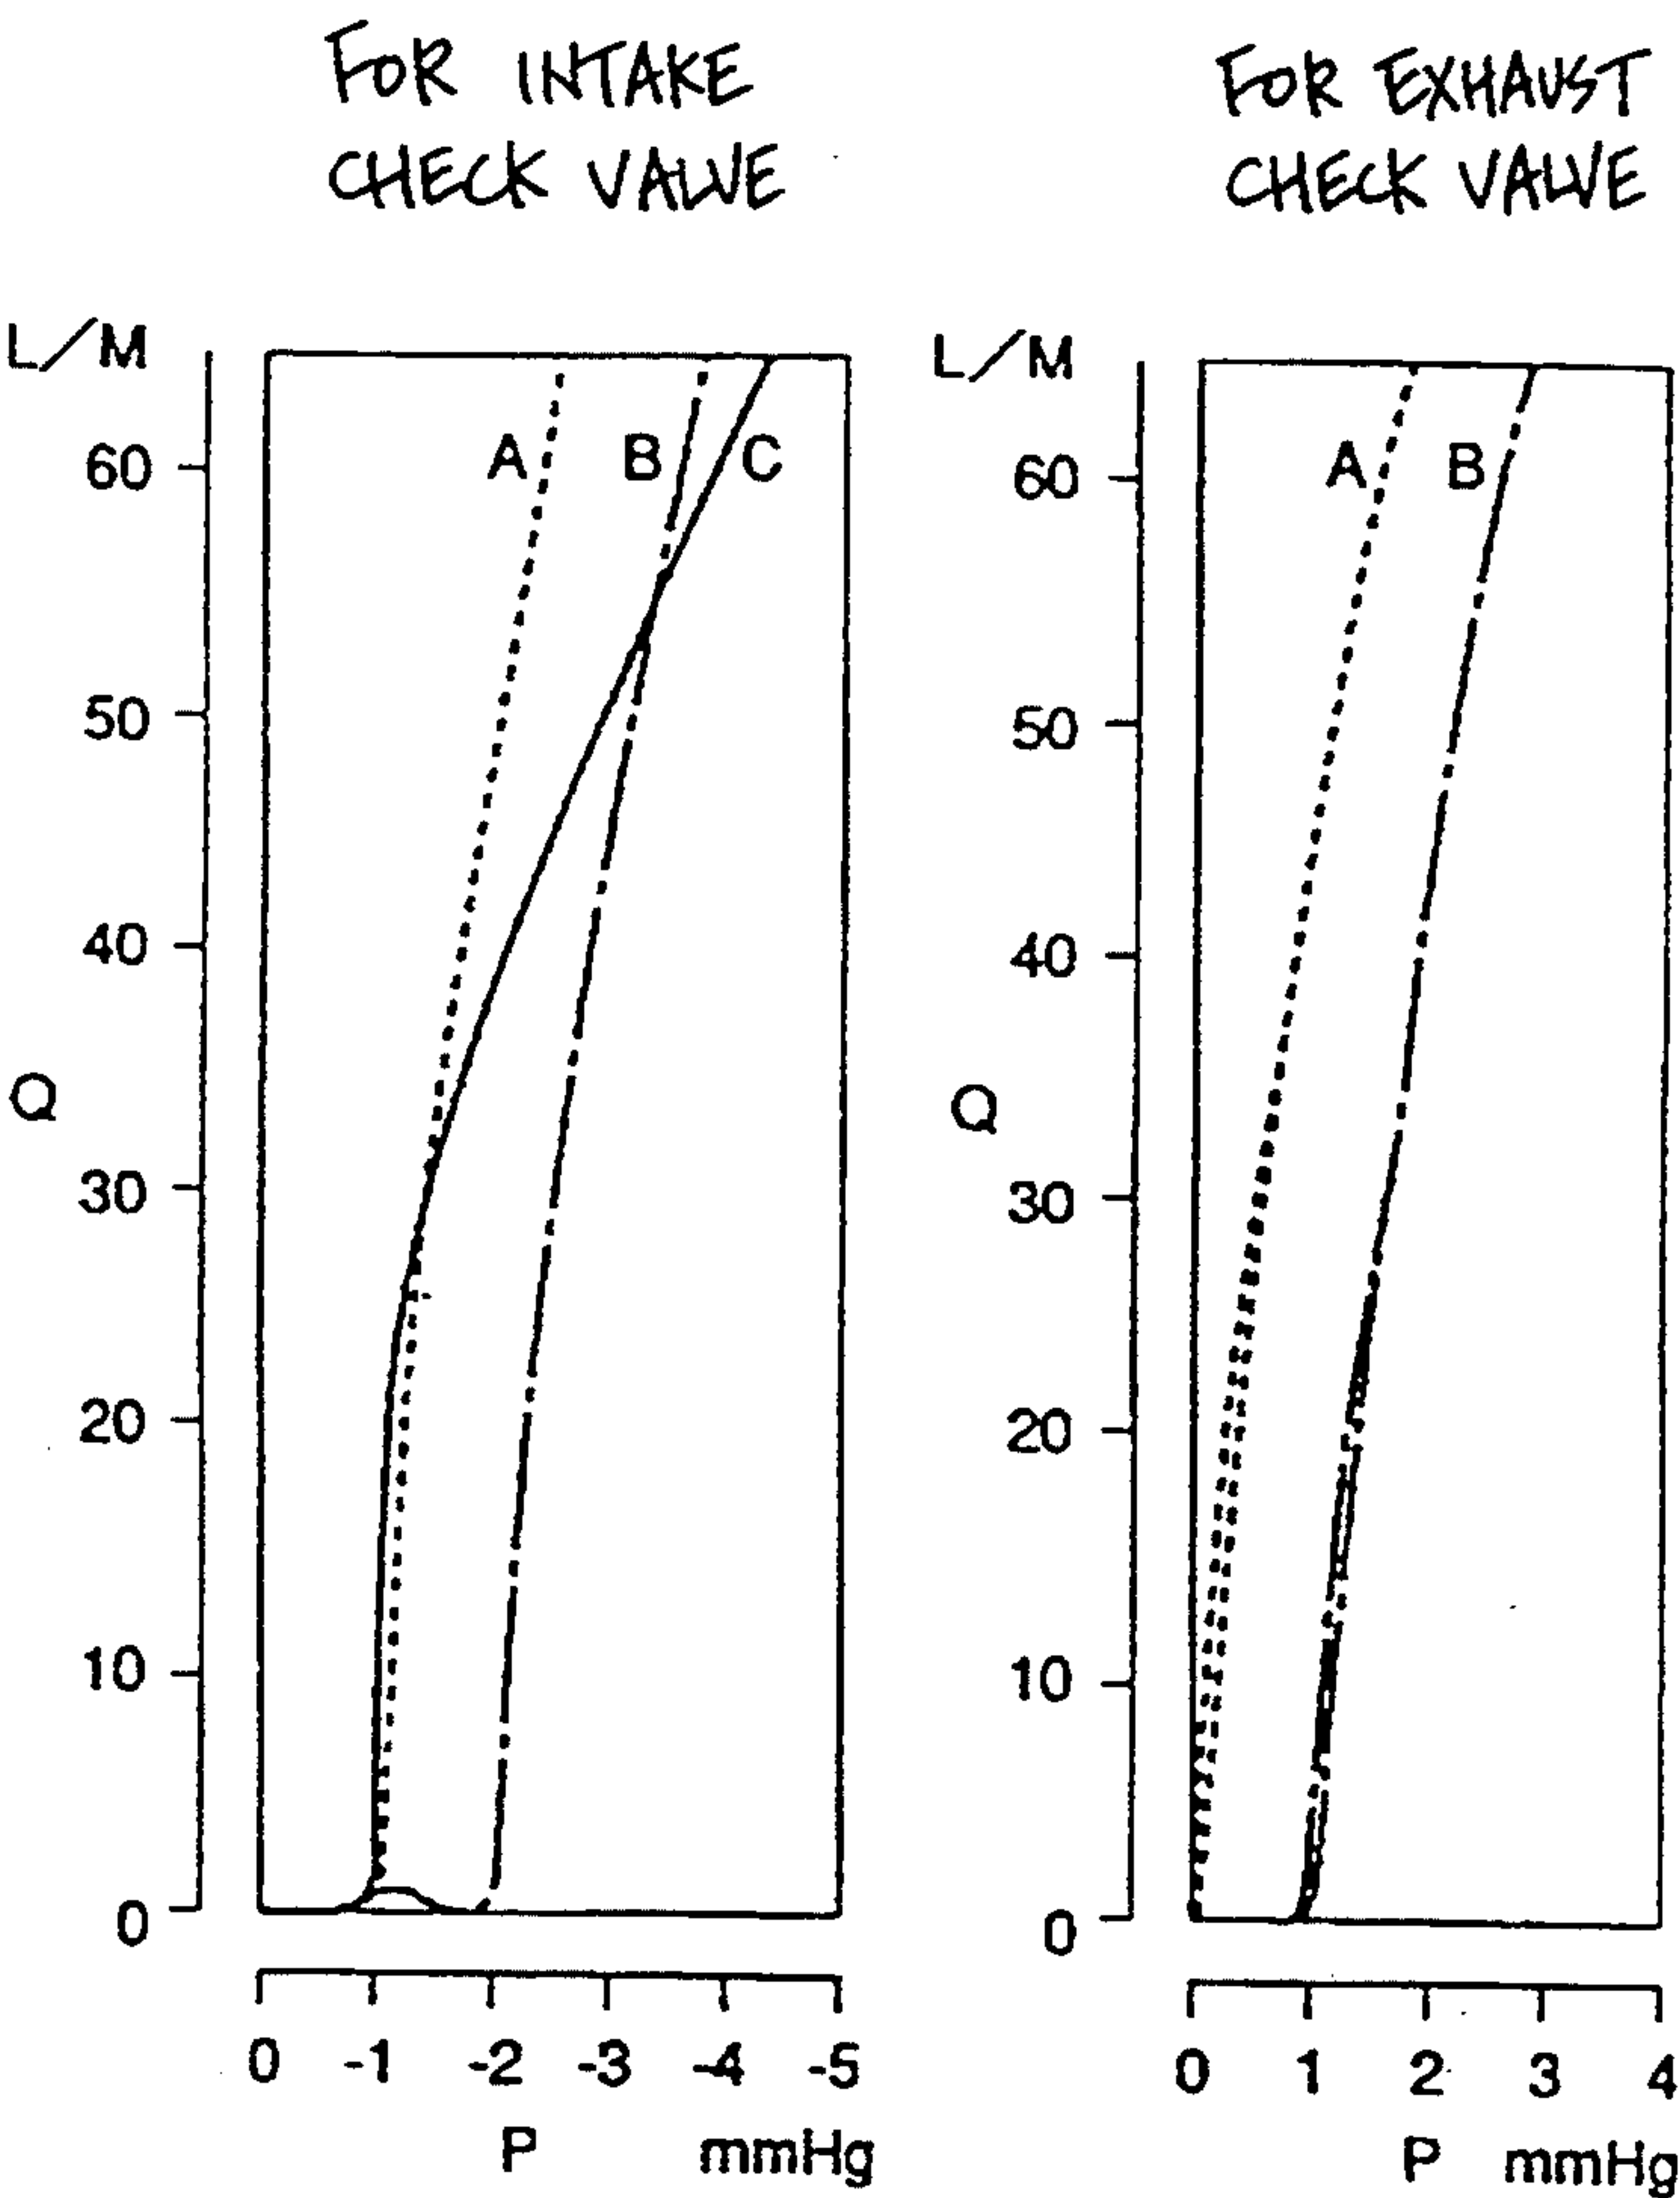 FOR INTAKE
CHECK VALVE
L/M
60
50
40
Q
30
20
10
0
A
B
C
0 -1 -2 -3 -4 -5
P mmHg
FOR EXHAUST
CHECK VALVE
L/M
60
50
40
Q
30
20
10
0
A
B
0 1 2 3 4
P mmHg